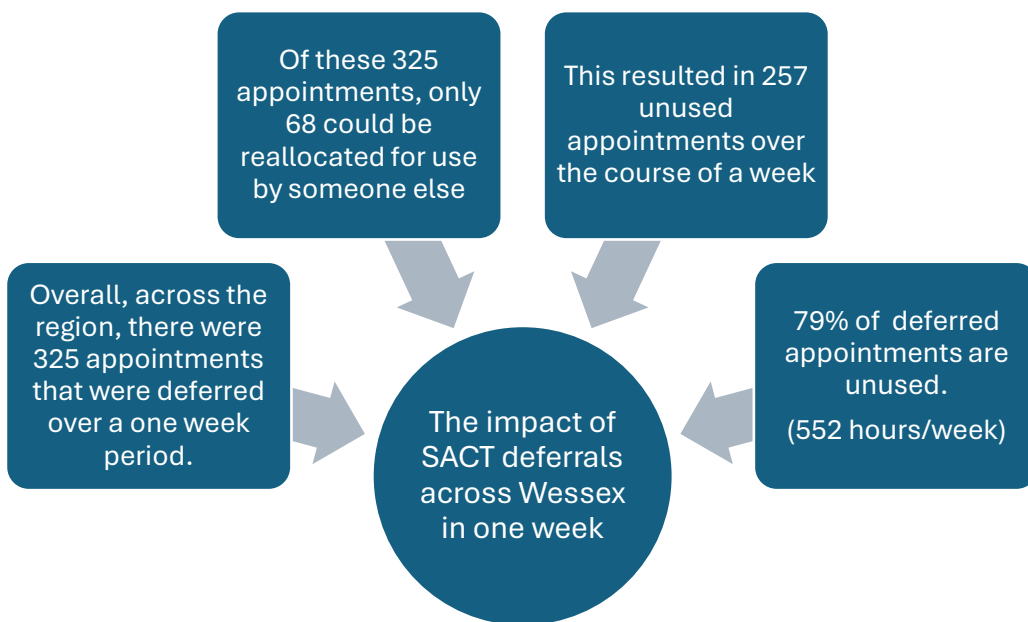 Of these 325
appointments, only
68 could be
reallocated for use
by someone else
This resulted in 257
unused
appointments over
the course of a week
Overall, across the
region, there were
325 appointments
that were deferred
over a one week
period.
79% of deferred
appointments are
unused.
(552 hours/week)
The impact of
SACT deferrals
across Wessex
in one week